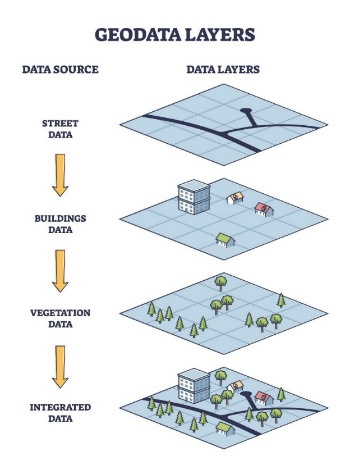 GEODATA LAYERS
DATA SOURCE
DATA LAYERS
STREET
DATA
BUILDINGS
DATA
VEGETATION
DATA
INTEGRATED
DATA